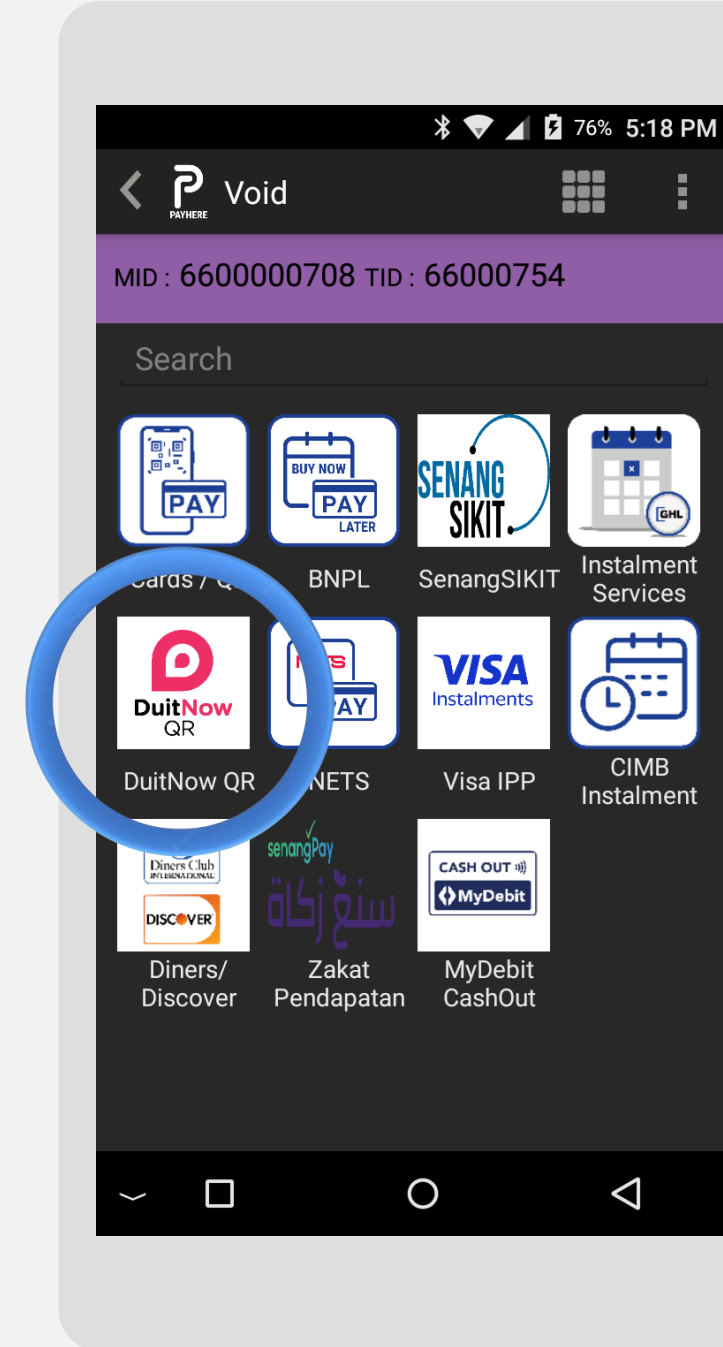 76% 5:18 PM
PAYHERE
Void
MID : 6600000708 TID : 66000754
Search
PAY
BUY NOW
PAY
LATER
SENANG
SIKIT.
GHL
Cards /
BNPL
SenangSIKIT
Instalment
Services
DuitNow
QR
PAY
VISA
Instalments
DuitNow QR
NETS
Visa IPP
CIMB
Instalment
Diners Club
INTERNATIONAL
DISCOVER
senangPay
سنڠ زكاة
CASH OUT
MyDebit
Diners/
Discover
Zakat
Pendapatan
MyDebit
CashOut